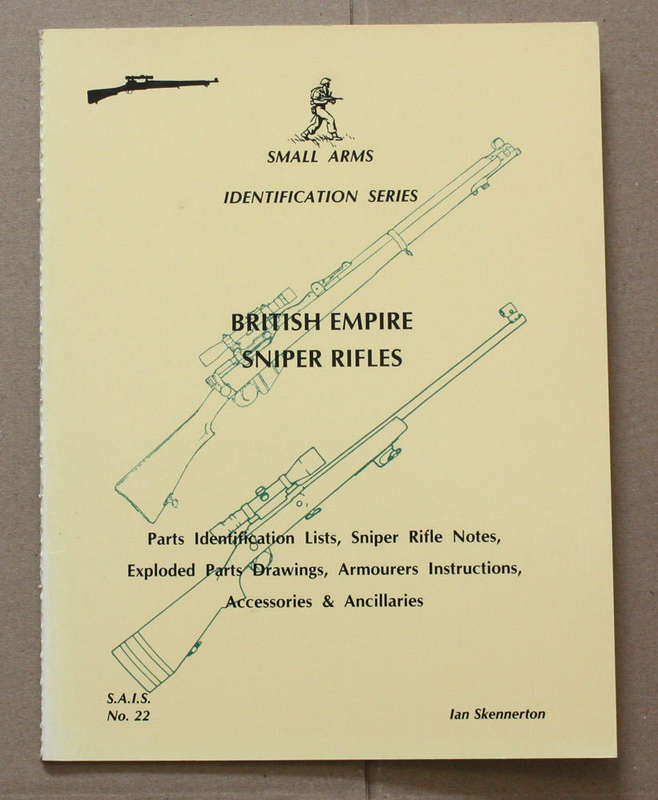 SMALL ARMS
IDENTIFICATION SERIES
BRITISH EMPIRE
SNIPER RIFLES
Parts Identification Lists, Sniper Rifle Notes,
Exploded Parts Drawings, Armourers Instructions,
Accessories & Ancillaries
S.A.I.S.
No. 22
Ian Skennerton